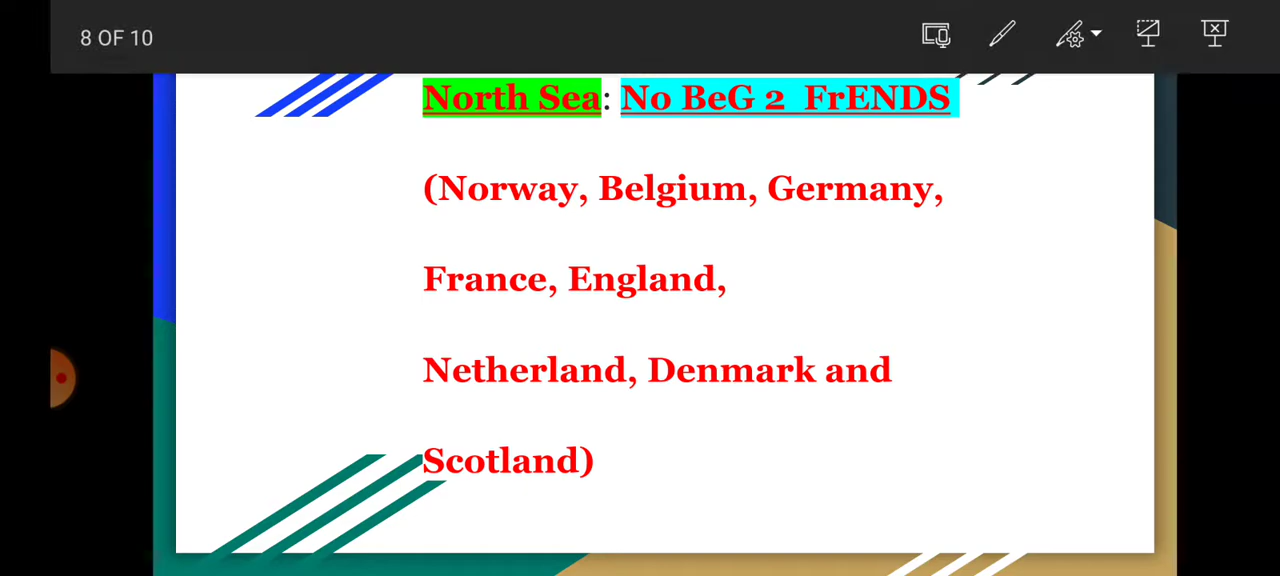 8 OF 10
North Sea: No BeG 2 FrENDS
(Norway, Belgium, Germany,
France, England,
Netherland, Denmark and
Scotland)